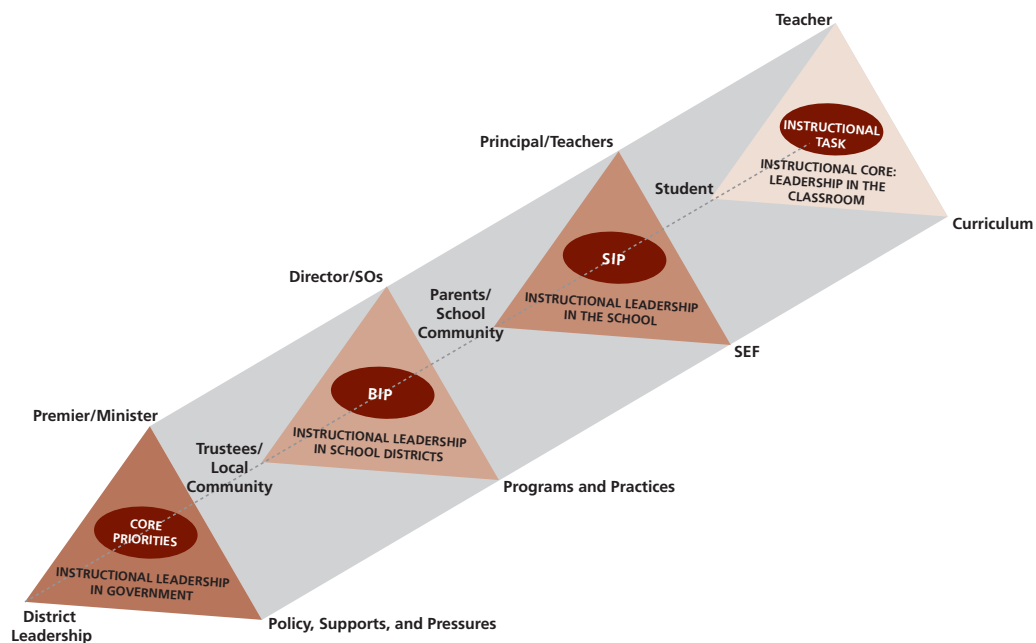 Teacher
INSTRUCTIONAL
TASK
INSTRUCTIONAL CORE:
LEADERSHIP IN THE
CLASSROOM
Student
Curriculum
Principal/Teachers
SIP
INSTRUCTIONAL LEADERSHIP
IN THE SCHOOL
Parents/
School
Community
SEF
Director/SOs
BIP
INSTRUCTIONAL LEADERSHIP
IN SCHOOL DISTRICTS
Trustees/
Local
Community
Programs and Practices
Premier/Minister
CORE
PRIORITIES
INSTRUCTIONAL LEADERSHIP
IN GOVERNMENT
District
Leadership
Policy, Supports, and Pressures